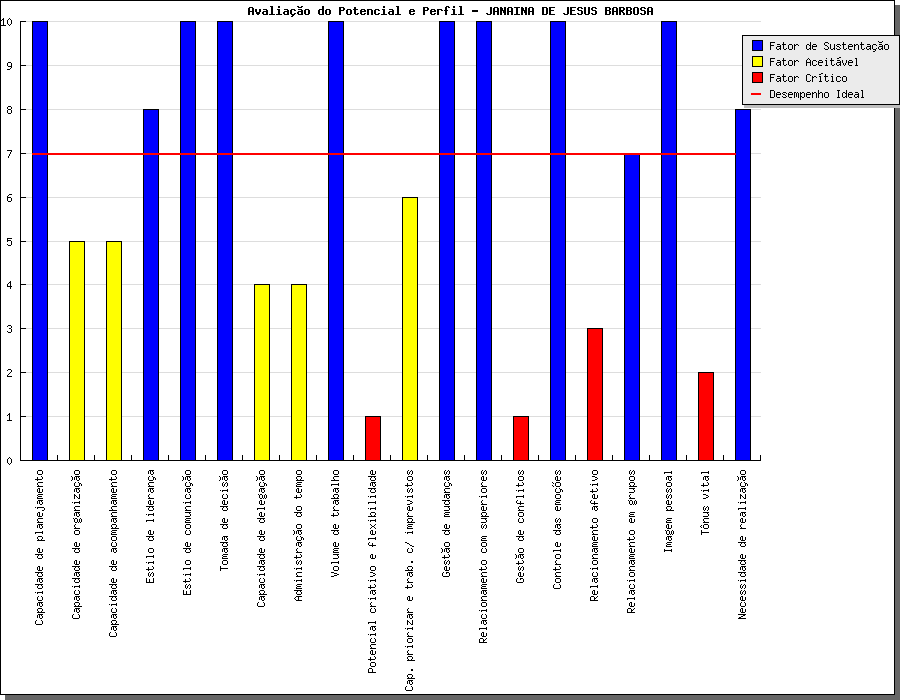 Avaliação do Potencial e Perfil - JANAINA DE JESUS BARBOSA
Fator de Sustentação
Fator Aceitável
Fator Crítico
Desempenho Ideal
10
9
8
7
6
5
4
3
2
1
0
Capacidade de planejamento
Capacidade de organização
Capacidade de acompanhamento
Estilo de liderança
Estilo de comunicação
Tomada de decisão
Capacidade de delegação
Administração do tempo
Volume de trabalho
Potencial criativo e flexibilidade
Cap. priorizar e trab. c/ imprevistos
Gestão de mudanças
Relacionamento com superiores
Gestão de conflitos
Controle das emoções
Relacionamento afetivo
Relacionamento em grupos
Imagem pessoal
Tônus vital
Necessidade de realização